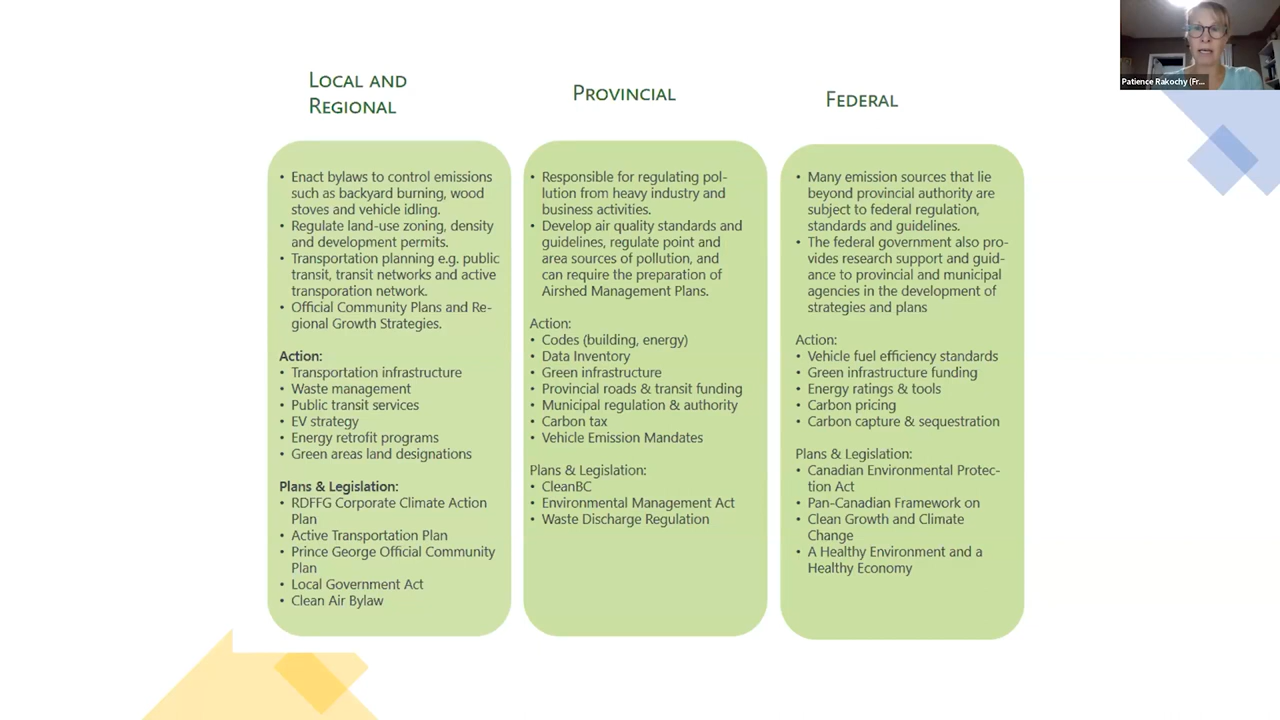 LOCAL AND
REGIONAL
• Enact bylaws to control emissions
such as backyard burning, wood
stoves and vehicle idling.
• Regulate land-use zoning, density
and development permits.
• Transportation planning e.g. public
transit, transit networks and active
transporation network.
• Official Community Plans and Re-
gional Growth Strategies.
Action:
• Transportation infrastructure
• Waste management
• Public transit services
• EV strategy
• Energy retrofit programs
• Green areas land designations
Plans & Legislation:
• RDFFG Corporate Climate Action
Plan
• Active Transportation Plan
• Prince George Official Community
Plan
• Local Government Act
• Clean Air Bylaw
PROVINCIAL
• Responsible for regulating pol-
lution from heavy industry and
business activities.
• Develop air quality standards and
guidelines, regulate point and
area sources of pollution, and
can require the preparation of
Airshed Management Plans.
Action:
• Codes (building, energy)
• Data Inventory
• Green infrastructure
• Provincial roads & transit funding
• Municipal regulation & authority
• Carbon tax
• Vehicle Emission Mandates
Plans & Legislation:
• CleanBC
• Environmental Management Act
• Waste Discharge Regulation
FEDERAL
• Many emission sources that lie
beyond provincial authority are
subject to federal regulation,
standards and guidelines.
• The federal government also pro-
vides research support and guid-
ance to provincial and municipal
agencies in the development of
strategies and plans
Action:
• Vehicle fuel efficiency standards
• Green infrastructure funding
• Energy ratings & tools
• Carbon pricing
• Carbon capture & sequestration
Plans & Legislation:
• Canadian Environmental Protec-
tion Act
• Pan-Canadian Framework on
• Clean Growth and Climate
Change
• A Healthy Environment and a
Healthy Economy
Patience Rakochy (Fr...